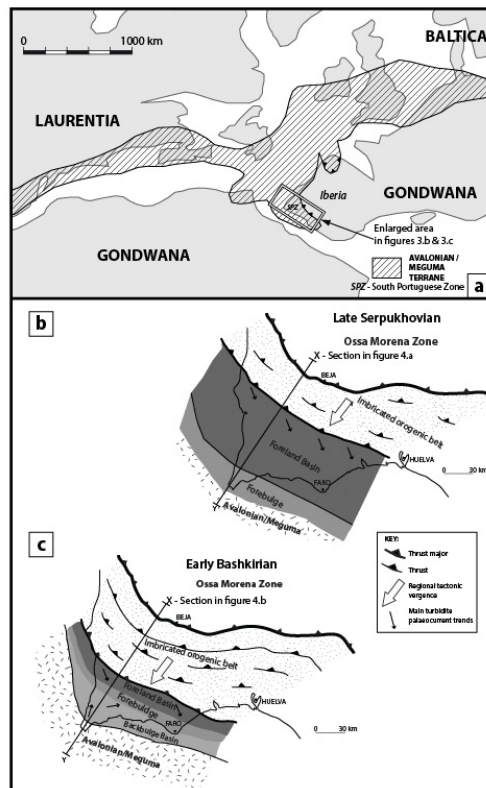 a
0 1000 km
BALTICA
LAURENTIA
Iberia
GONDWANA
SPZ
GONDWANA
Enlarged area
in figures 3.b & 3.c
AVALONIAN /
MEGUMA
TERRANE
SPZ - South Portuguese Zone
b
Late Serpukhovian
Ossa Morena Zone
X - Section in figure 4.a
BEJA
Imbricated orogenic belt
Foreland Basin
HUELVA
FARO
0 30 km
Forebulge
Avalonian/Meguma
Y
KEY:
Thrust major
Thrust
Regional tectonic
vergence
Main turbidite
palaeocurrent trends
c
Early Bashkirian
Ossa Morena Zone
X - Section in figure 4.b
BEJA
Imbricated orogenic belt
Foreland Basin
Forebuldge
HUELVA
FARO
Backbulge Basin
0 30 km
Avalonian/Meguma
Y